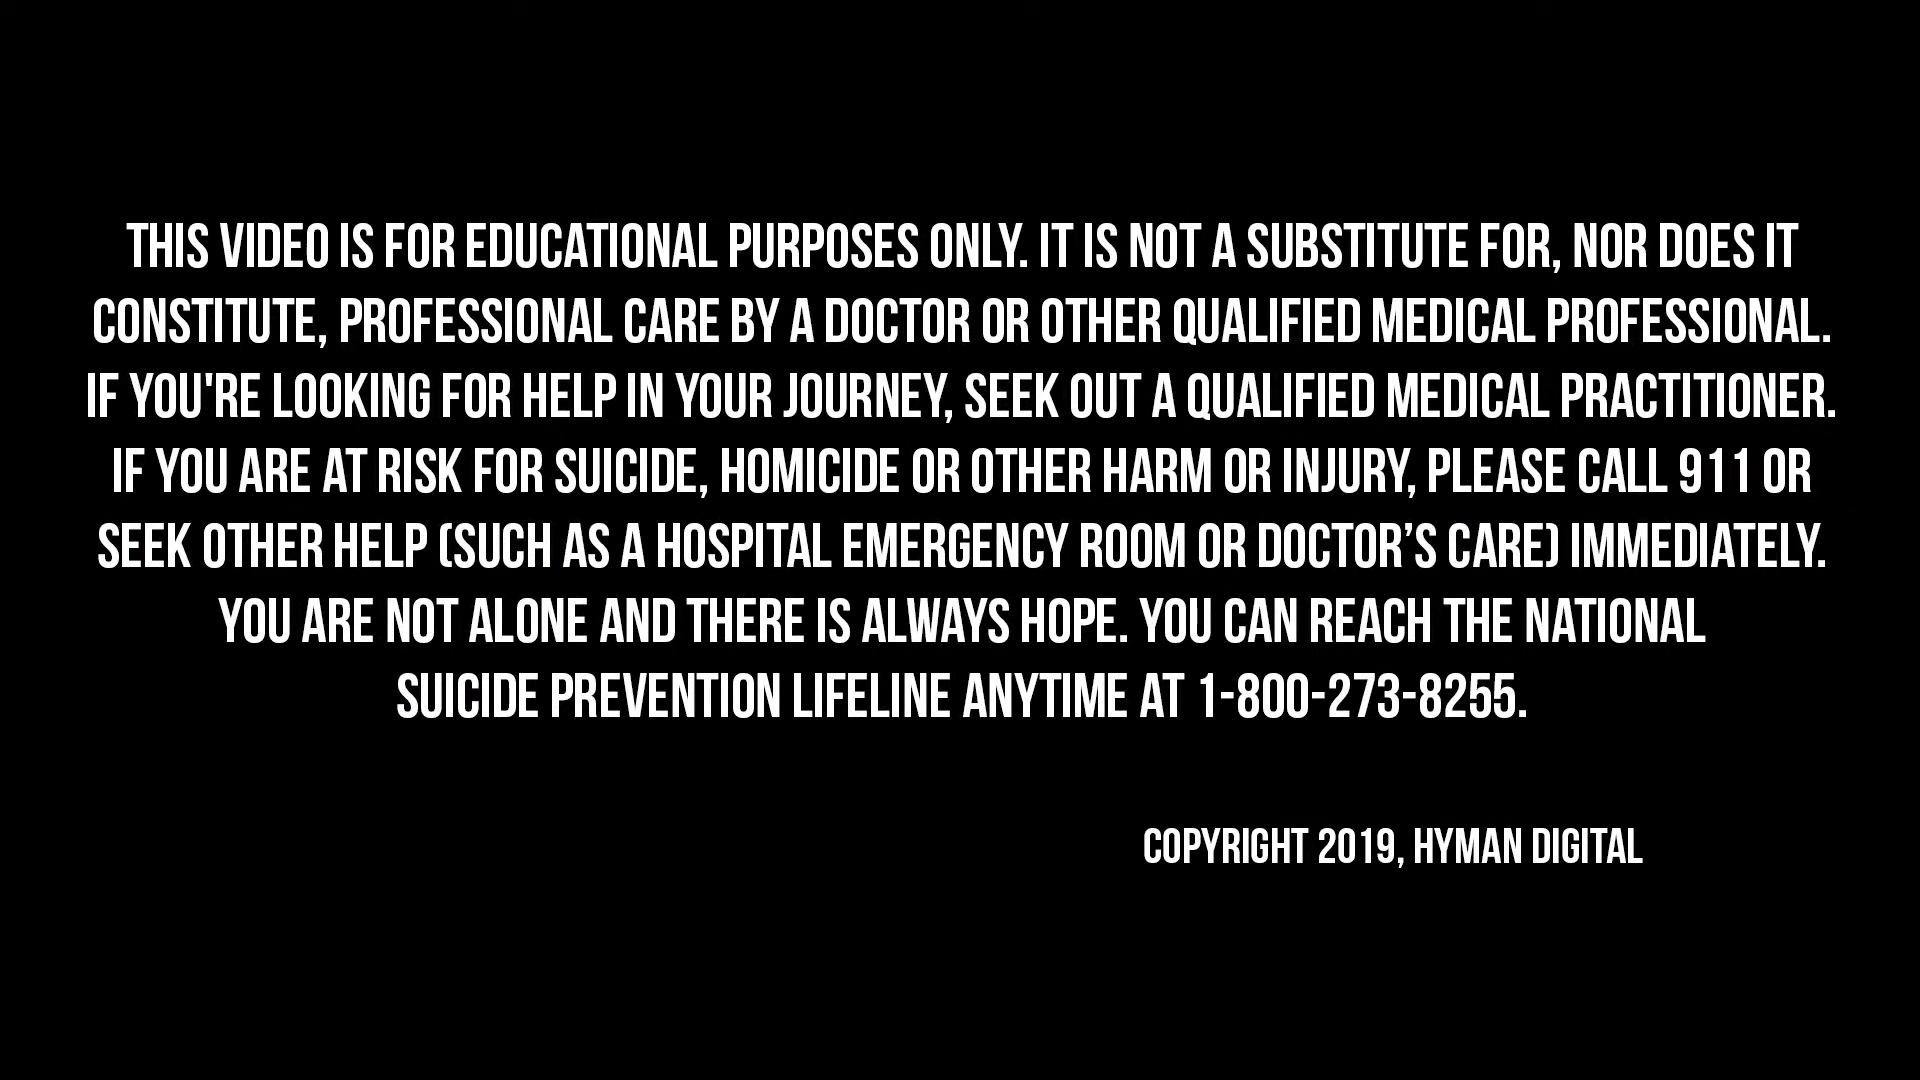 THIS VIDEO IS FOR EDUCATIONAL PURPOSES ONLY. IT IS NOT A SUBSTITUTE FOR, NOR DOES IT
CONSTITUTE, PROFESSIONAL CARE BY A DOCTOR OR OTHER QUALIFIED MEDICAL PROFESSIONAL.
IF YOU'RE LOOKING FOR HELP IN YOUR JOURNEY, SEEK OUT A QUALIFIED MEDICAL PRACTITIONER.
IF YOU ARE AT RISK FOR SUICIDE, HOMICIDE OR OTHER HARM OR INJURY, PLEASE CALL 911 OR
SEEK OTHER HELP (SUCH AS A HOSPITAL EMERGENCY ROOM OR DOCTOR’S CARE) IMMEDIATELY.
YOU ARE NOT ALONE AND THERE IS ALWAYS HOPE. YOU CAN REACH THE NATIONAL
SUICIDE PREVENTION LIFELINE ANYTIME AT 1-800-273-8255.
COPYRIGHT 2019, HYMAN DIGITAL